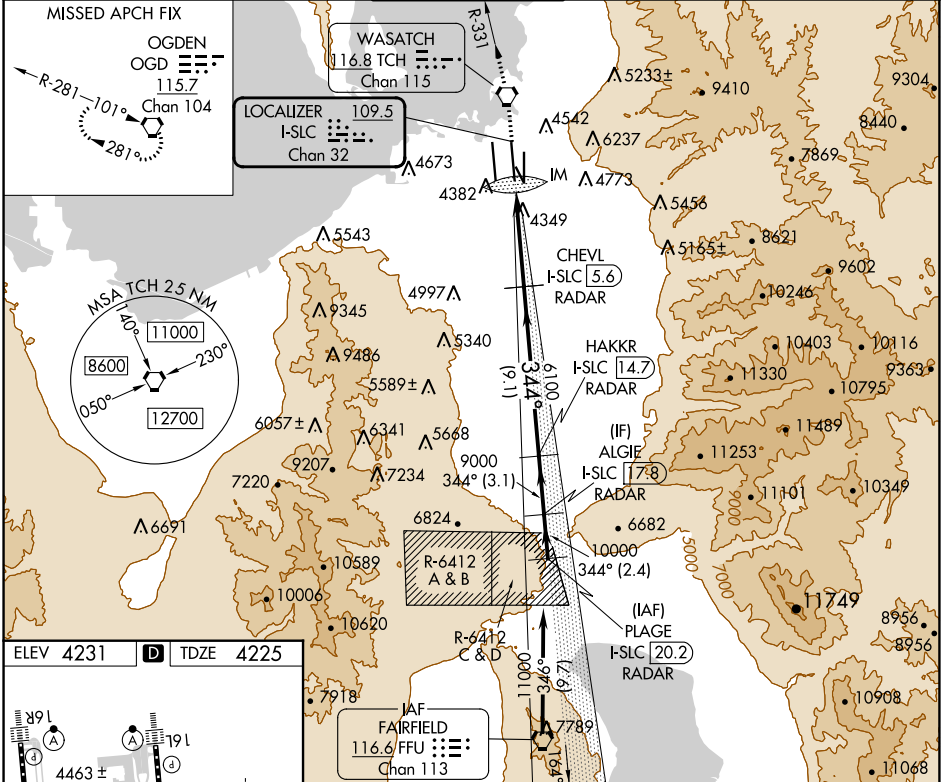 MISSED APCH FIX
OGDEN
OGD
115.7
Chan 104
R-281
101°
281°
R-331
WASATCH
116.8 TCH
Chan 115
LOCALIZER 109.5
I-SLC
Chan 32
5233±
9410
9304
8440
4542
6237
7869
4673
4382
IM
4773
4349
5456
5543
5165±
8621
CHEVL
I-SLC 5.6
RADAR
9602
10246
MSA TCH 25 NM
140°
11000
230°
8600
050°
12700
4997
9345
5340
9486
5589±
HAKKR
I-SLC 14.7
RADAR
10403
10116
9363
11330
10795
6100
344°
(9.1)
6057±
6341
5668
11489
9207
7234
9000
344° (3.1)
(IF)
ALGIE
I-SLC 17.8
RADAR
11253
7220
11101
10349
6691
6824
6682
7000
5000
7000
R-6412
A & B
10000
344° (2.4)
10589
10006
10620
(IAF)
PLAGE
I-SLC 20.2
RADAR
11749
8956
8956
R-6412
C & D
11000
346°
(9.7)
ELEV 4231
D
TDZE 4225
7918
IAF
FAIRFIELD
116.6 FFU
Chan 113
7789
164°
10908
11068
16R
A
P
A
16L
P
4463 ±